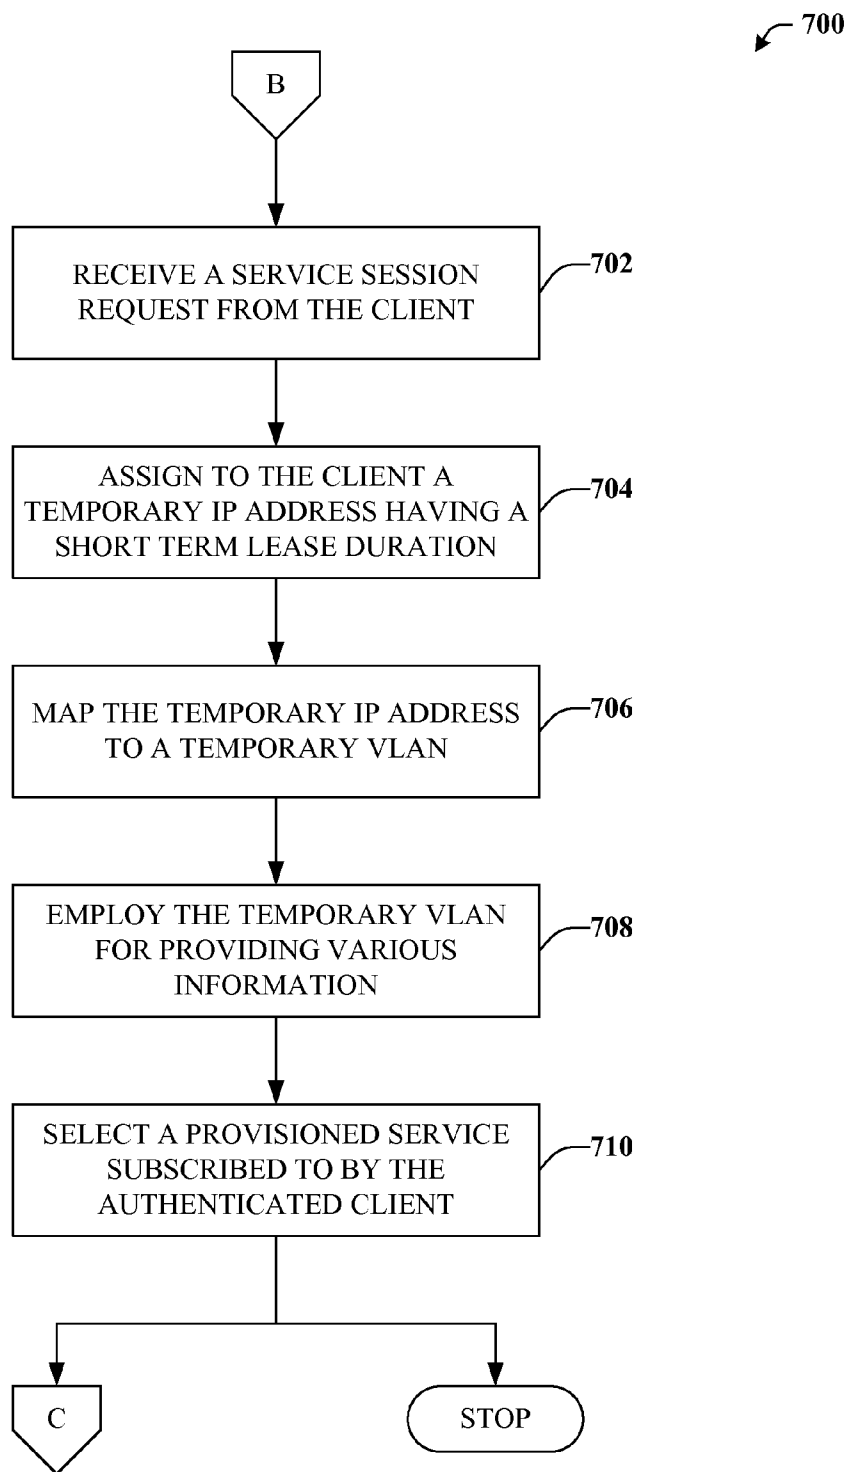 700
B
RECEIVE A SERVICE SESSION
REQUEST FROM THE CLIENT
702
ASSIGN TO THE CLIENT A
TEMPORARY IP ADDRESS HAVING A
SHORT TERM LEASE DURATION
704
MAP THE TEMPORARY IP ADDRESS
TO A TEMPORARY VLAN
706
EMPLOY THE TEMPORARY VLAN
FOR PROVIDING VARIOUS
INFORMATION
708
SELECT A PROVISIONED SERVICE
SUBSCRIBED TO BY THE
AUTHENTICATED CLIENT
710
C
STOP